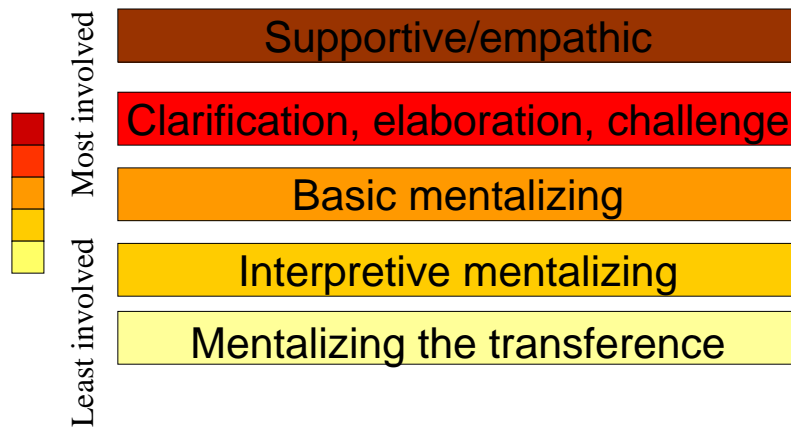 Most involved
Least involved
Supportive/empathic
Clarification, elaboration, challenge
Basic mentalizing
Interpretive mentalizing
Mentalizing the transference